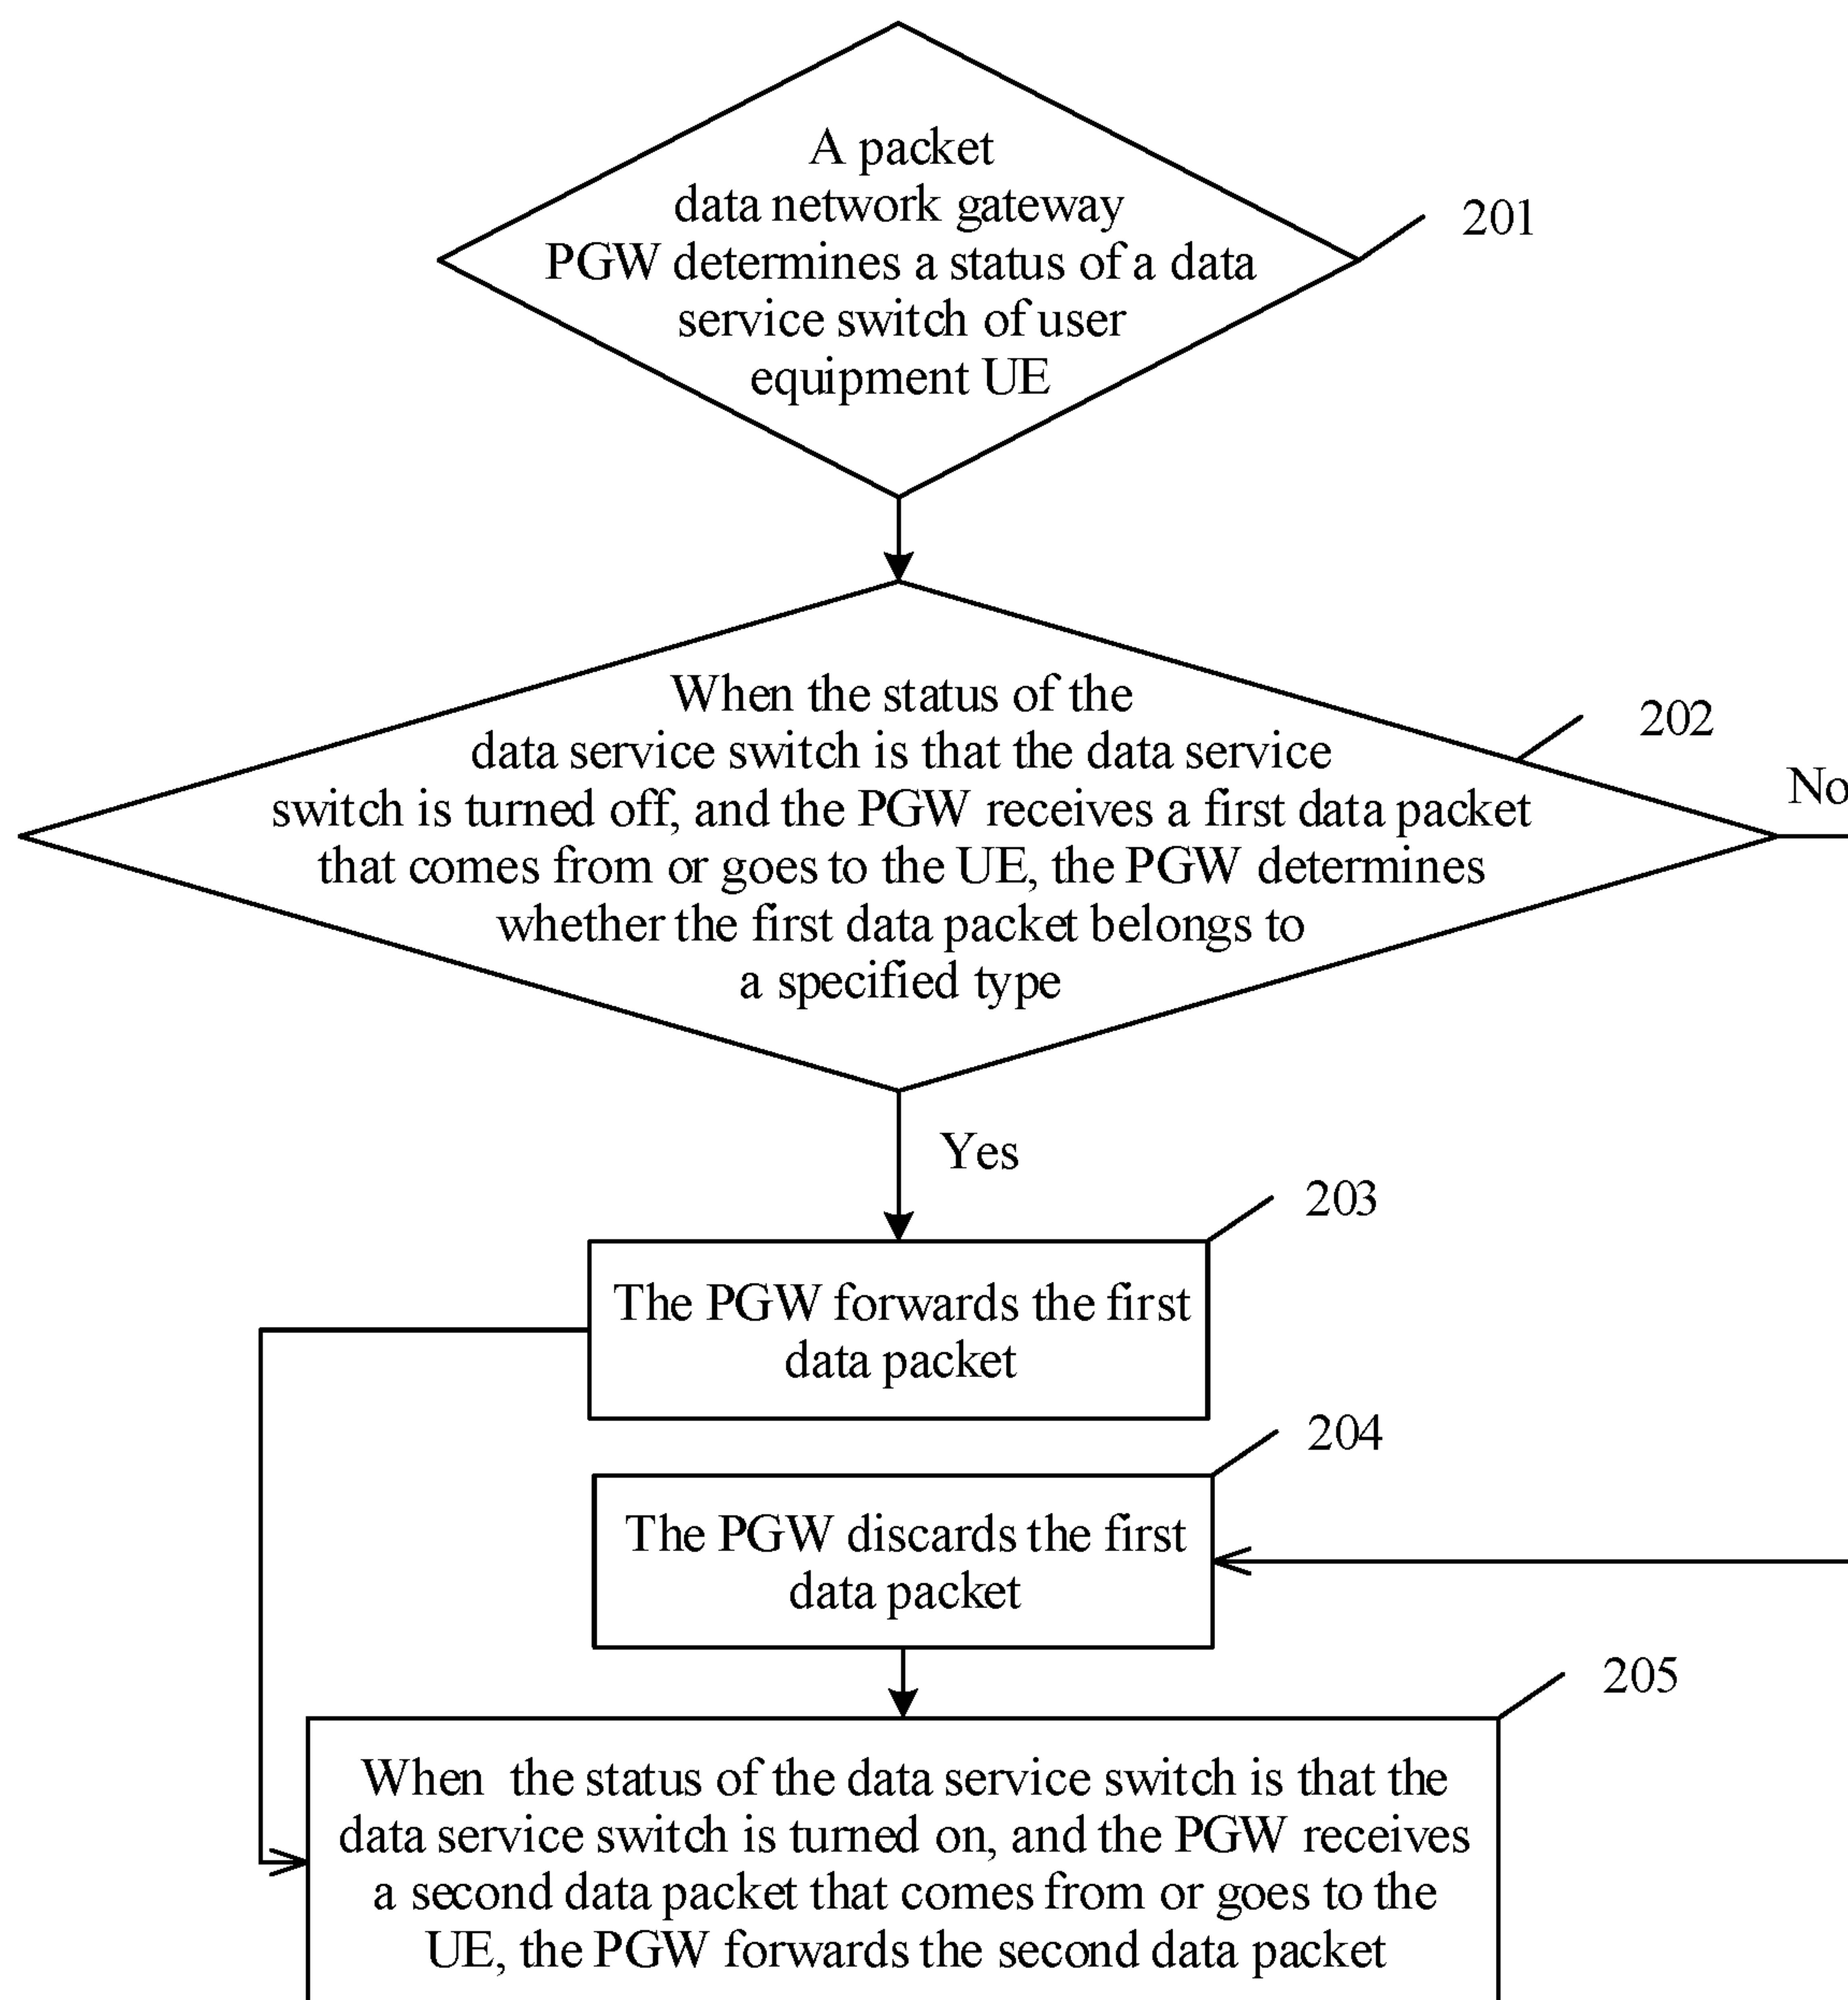 A packet
data network gateway
PGW determines a status of a data
service switch of user
equipment UE
201
When the status of the
data service switch is that the data service
switch is turned off, and the PGW receives a first data packet
that comes from or goes to the UE, the PGW determines
whether the first data packet belongs to
a specified type
202
No
Yes
203
The PGW forwards the first
data packet
204
The PGW discards the first
data packet
205
When the status of the data service switch is that the
data service switch is turned on, and the PGW receives
a second data packet that comes from or goes to the
UE, the PGW forwards the second data packet